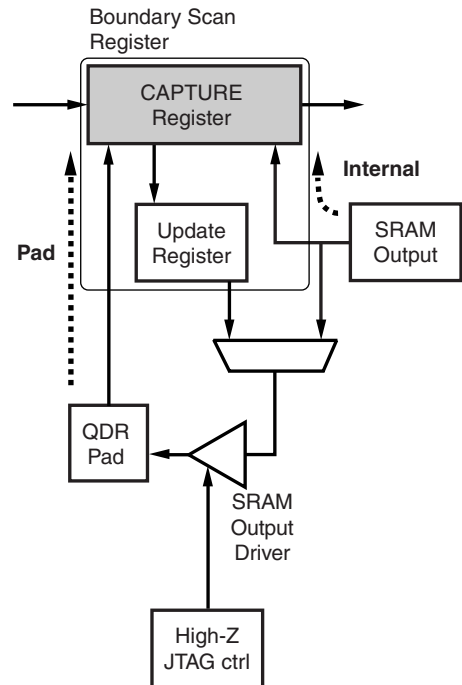 Boundary Scan
Register
CAPTURE
Register
Internal
Update
Register
SRAM
Output
Pad
QDR
Pad
SRAM
Output
Driver
High-Z
JTAG ctrl